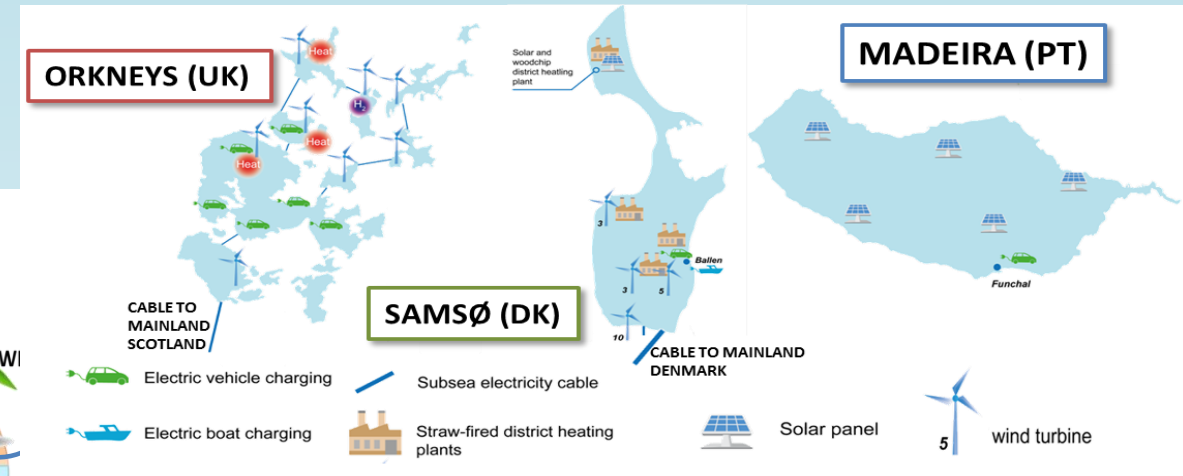 ORKNEYS (UK)
Heat
H2
Heat
Heat
CABLE TO
MAINLAND
SCOTLAND
Solar and
woodchip
district heatling
plant
3
Ballen
3
5
10
SAMSØ (DK)
CABLE TO MAINLAND
DENMARK
MADEIRA (PT)
Funchal
Electric vehicle charging
Subsea electricity cable
Electric boat charging
Straw-fired district heating
plants
Solar panel
5
wind turbine